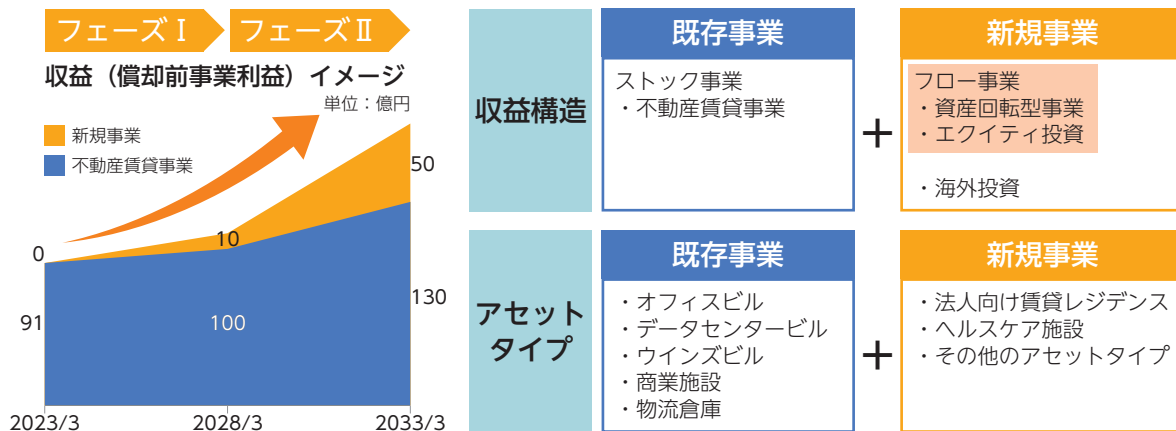 フェーズⅠ
フェーズⅡ
収益（償却前事業利益）イメージ
単位：億円
新規事業
不動産賃貸事業
50
0
10
130
91
100
2023/3
2028/3
2033/3
収益構造
既存事業
ストック事業
・不動産賃貸事業
+
新規事業
フロー事業
・資産回転型事業
・エクイティ投資
・海外投資
アセット
タイプ
既存事業
・オフィスビル
・データセンタービル
・ウインズビル
・商業施設
・物流倉庫
+
新規事業
・法人向け賃貸レジデンス
・ヘルスケア施設
・その他のアセットタイプ